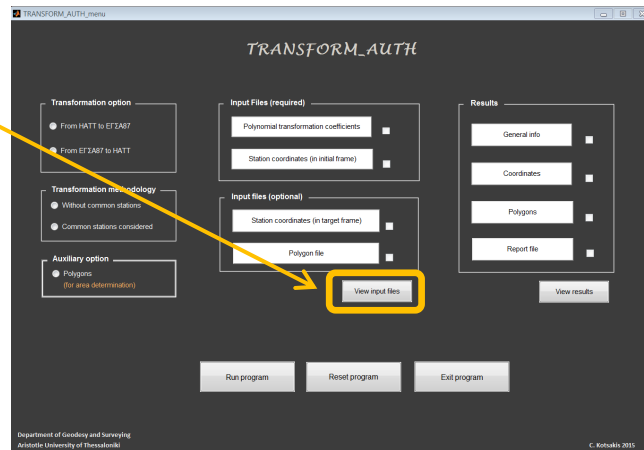 TRANSFORM_AUTH_menu
TRANSFORM_AUTH
Transformation option
From HATT to ΕΓΣΑ87
From ΕΓΣΑ87 to HATT
Transformation methodology
Without common stations
Common stations considered
Auxiliary option
Polygons
(for area determination)
Input Files (required)
Polynomial transformation coefficients
Station coordinates (in initial frame)
Input files (optional)
Station coordinates (in target frame)
Polygon file
View input files
Results
General info
Coordinates
Polygons
Report file
View results
Run program
Reset program
Exit program
Department of Geodesy and Surveying
Aristotle University of Thessaloniki
C. Kotsakis 2015